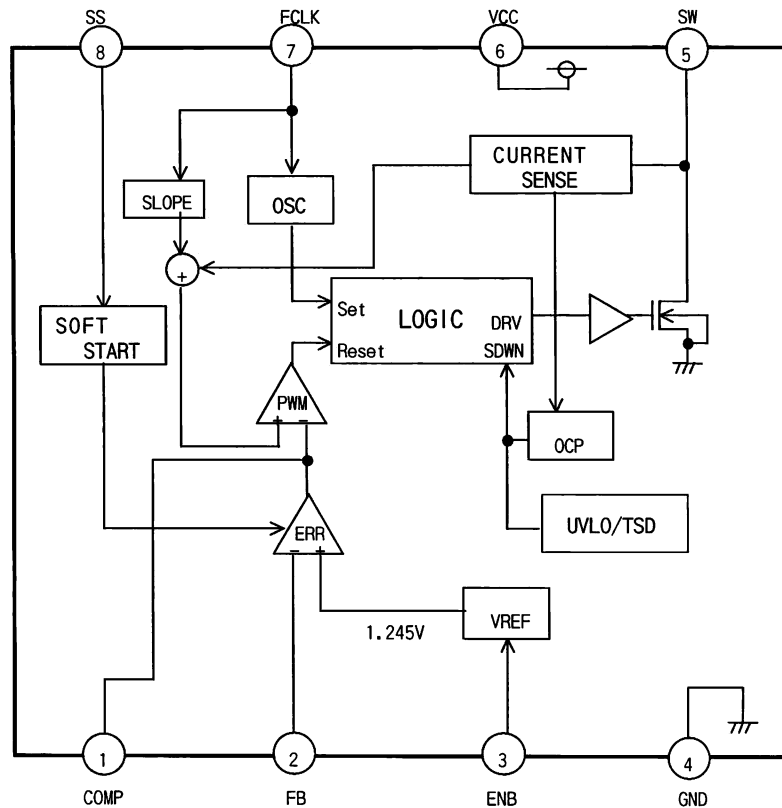 SS FCLK VCC SW
8 7 6 5
CURRENT
SENSE
SLOPE OSC
+
Set LOGIC DRV
SOFT
START
Reset SDWN
PWM
+ -
OCP
ERR
- +
UVLO/TSD
1.245V VREF
1 2 3 4
COMP FB ENB GND